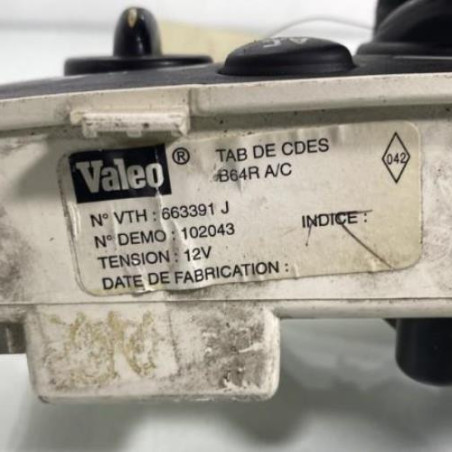 Valeo ®
TAB DE CDES
B64R A/C
042
N° VTH : 663391 J
N° DEMO : 102043
INDICE :
TENSION : 12V
DATE DE FABRICATION :